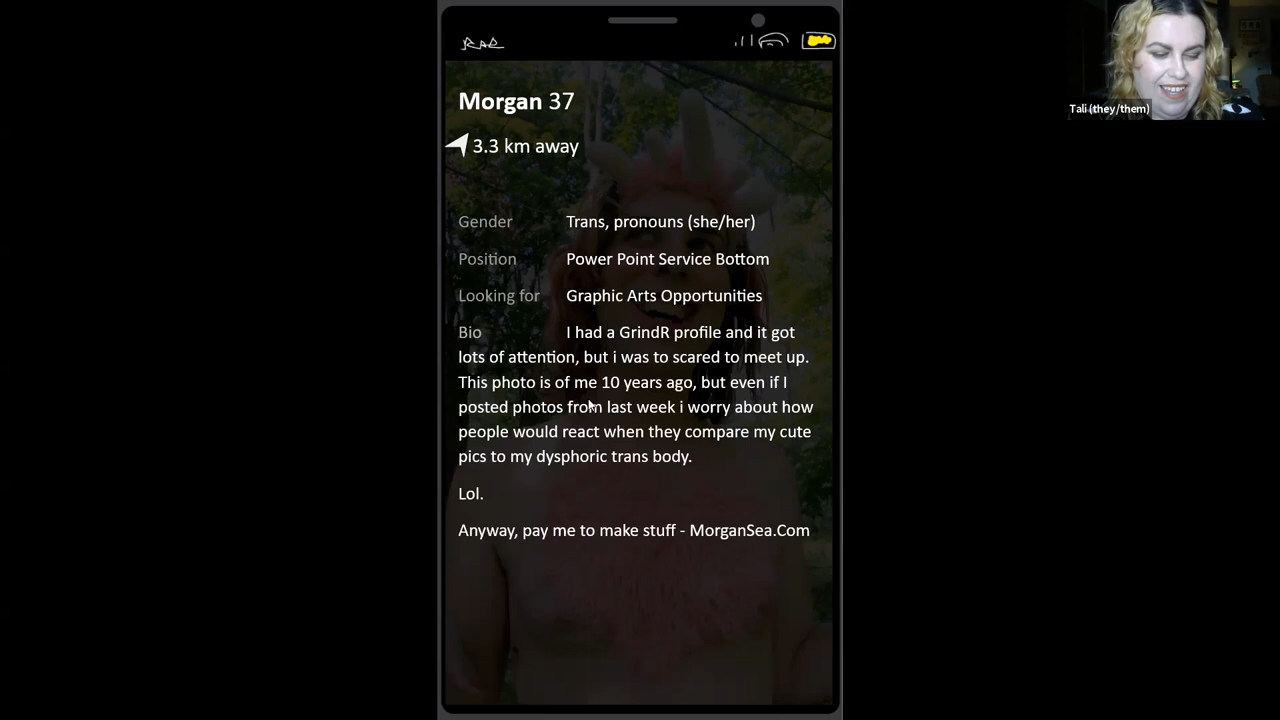 Morgan 37
3.3 km away
Gender Trans, pronouns (she/her)
Position Power Point Service Bottom
Looking for Graphic Arts Opportunities
Bio I had a GrindR profile and it got
lots of attention, but i was to scared to meet up.
This photo is of me 10 years ago, but even if I
posted photos from last week i worry about how
people would react when they compare my cute
pics to my dysphoric trans body.
Lol.
Anyway, pay me to make stuff - MorganSea.Com
Tali (they/them)